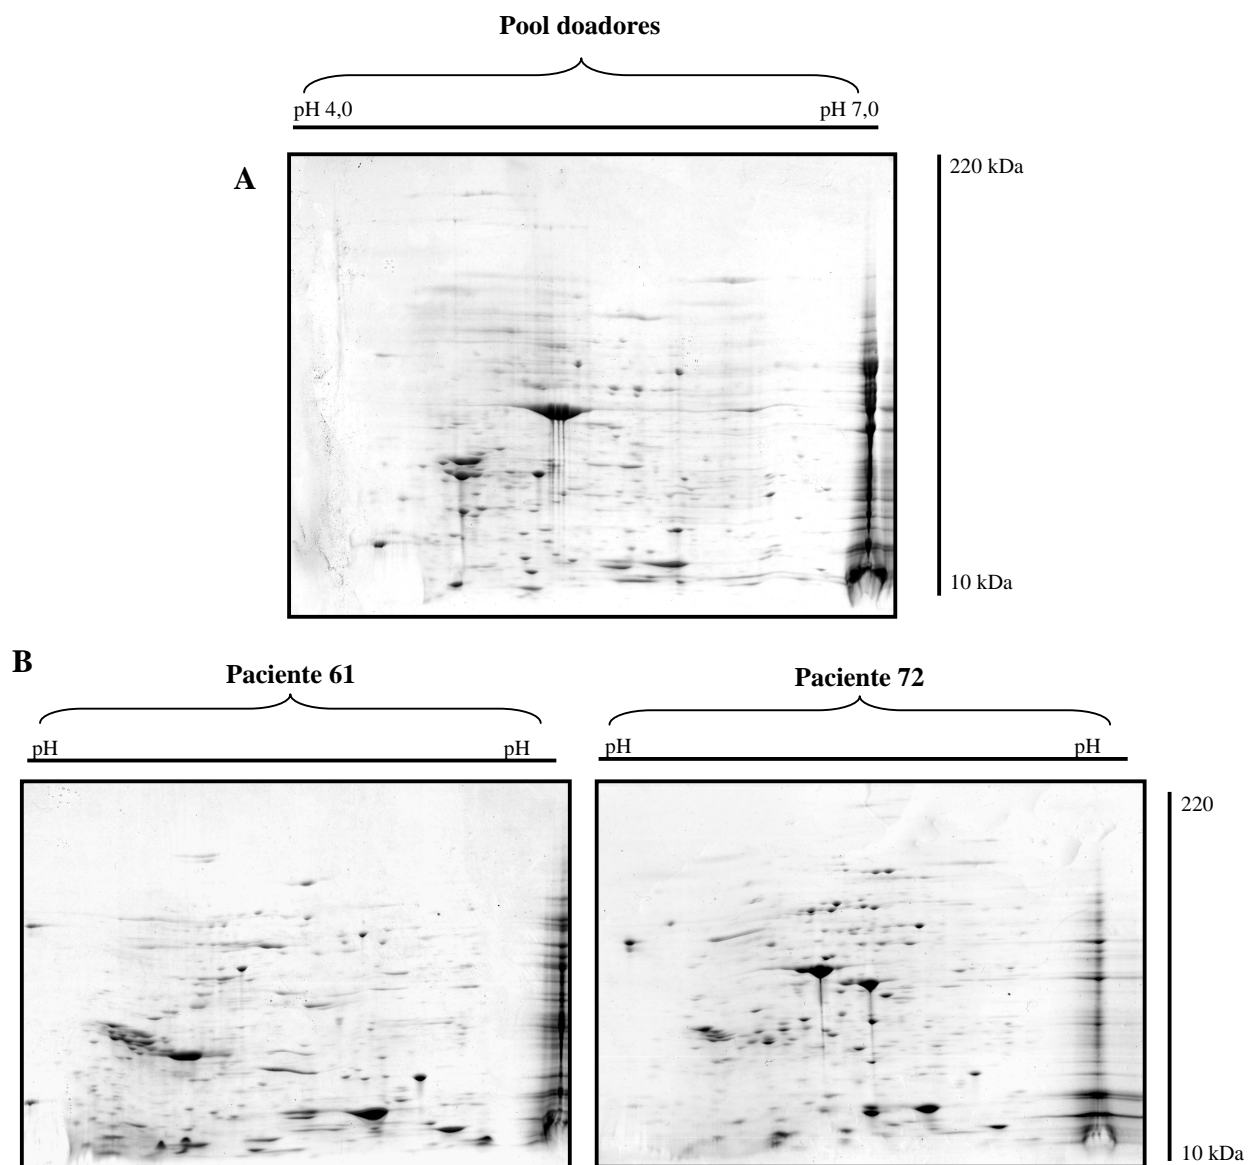 Pool doadores
pH 4,0
pH 7,0
A
220 kDa
10 kDa
B
Paciente 61
Paciente 72
pH
pH
pH
pH
220
10 kDa